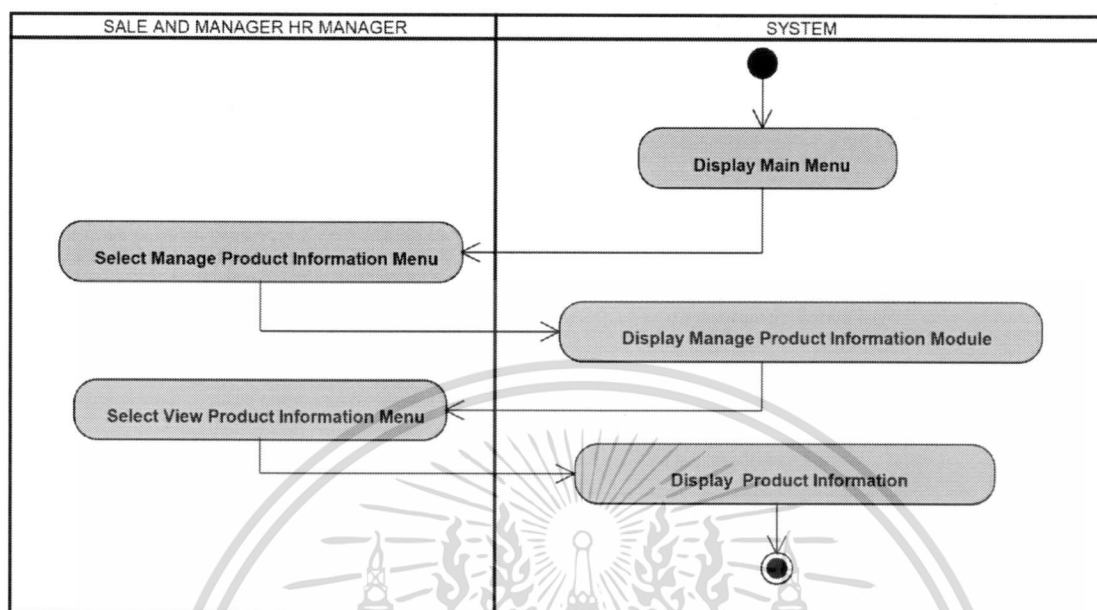 SALE AND MANAGER HR MANAGER
SYSTEM
Display Main Menu
Select Manage Product Information Menu
Display Manage Product Information Module
Select View Product Information Menu
Display Product Information